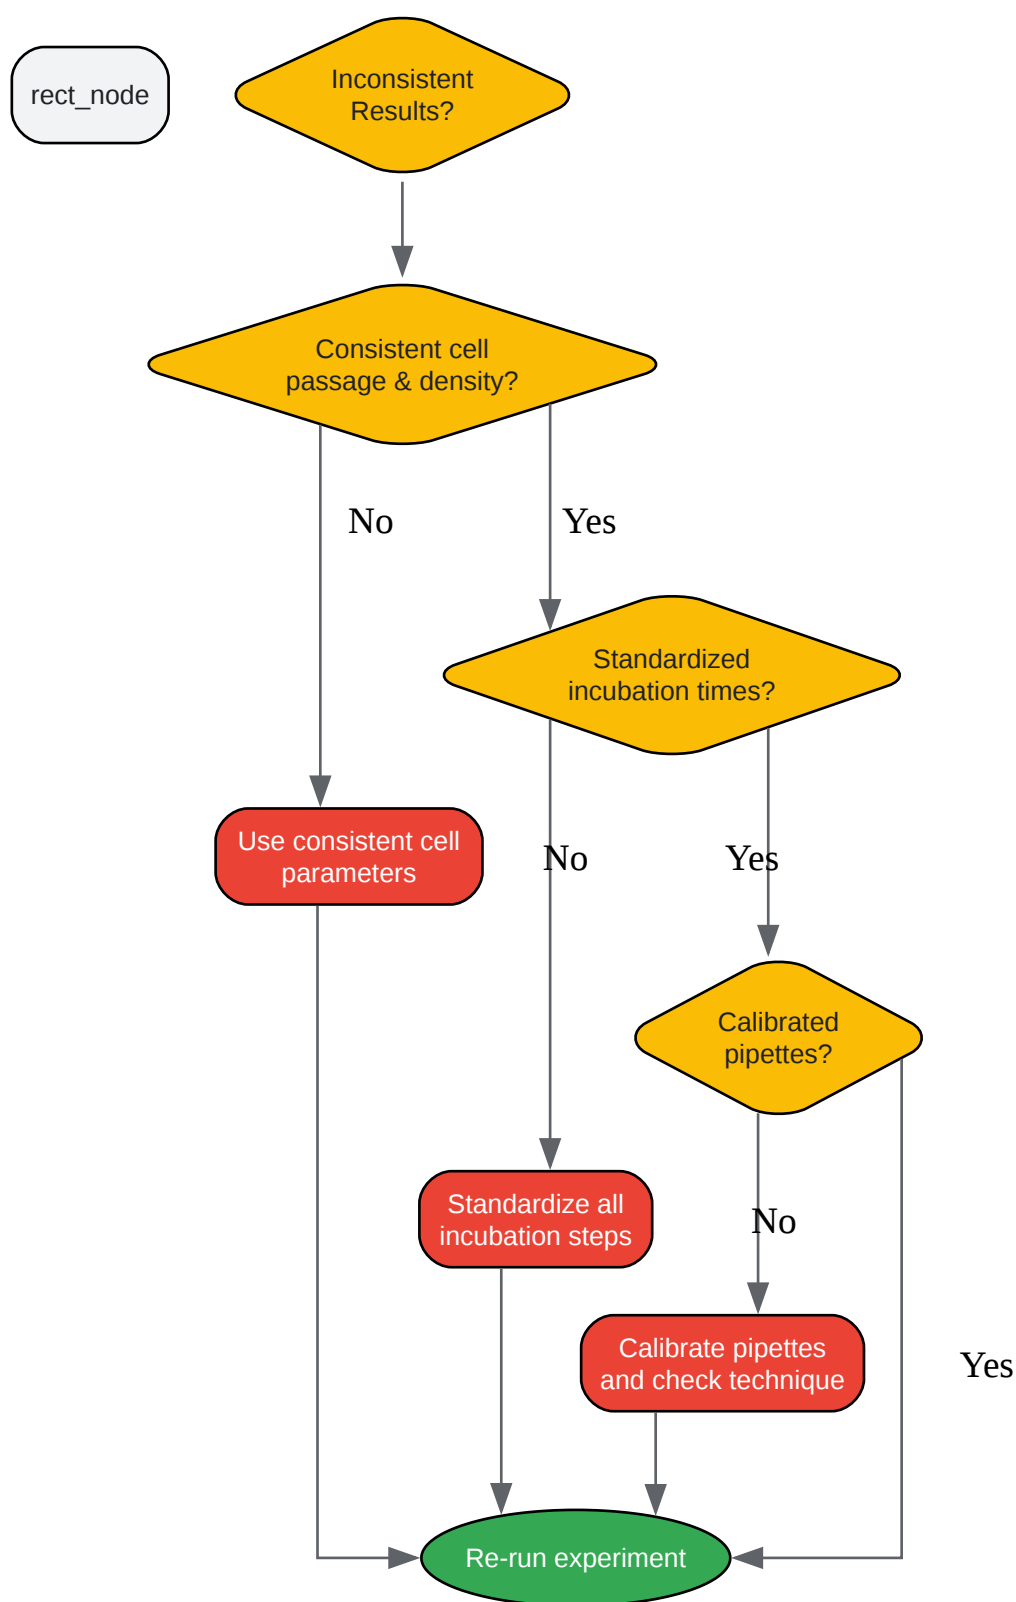 rect_node
Inconsistent
Results?
Consistent cell
passage & density?
No
Yes
Standardized
incubation times?
Use consistent cell
parameters
No
Yes
Calibrated
pipettes?
Standardize all
incubation steps
No
Calibrate pipettes
and check technique
Yes
Re-run experiment